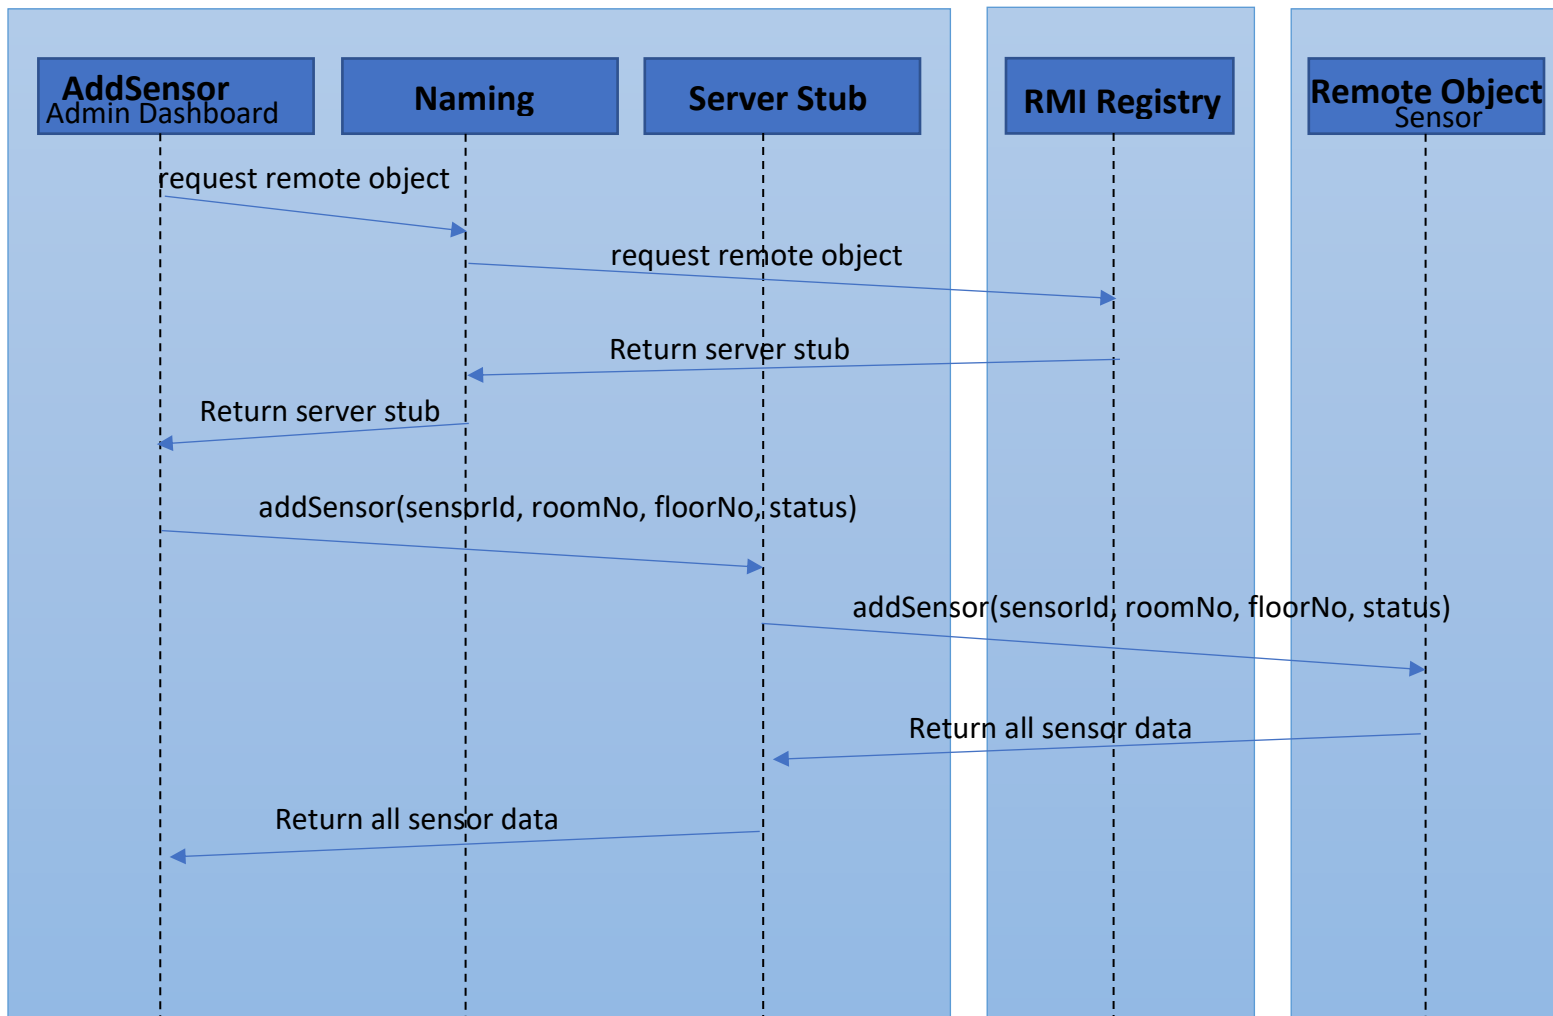 AddSensor
Admin Dashboard
Naming
Server Stub
RMI Registry
Remote Object
Sensor
request remote object
request remote object
Return server stub
Return server stub
addSensor(sensorId, roomNo, floorNo, status)
addSensor(sensorId, roomNo, floorNo, status)
Return all sensor data
Return all sensor data